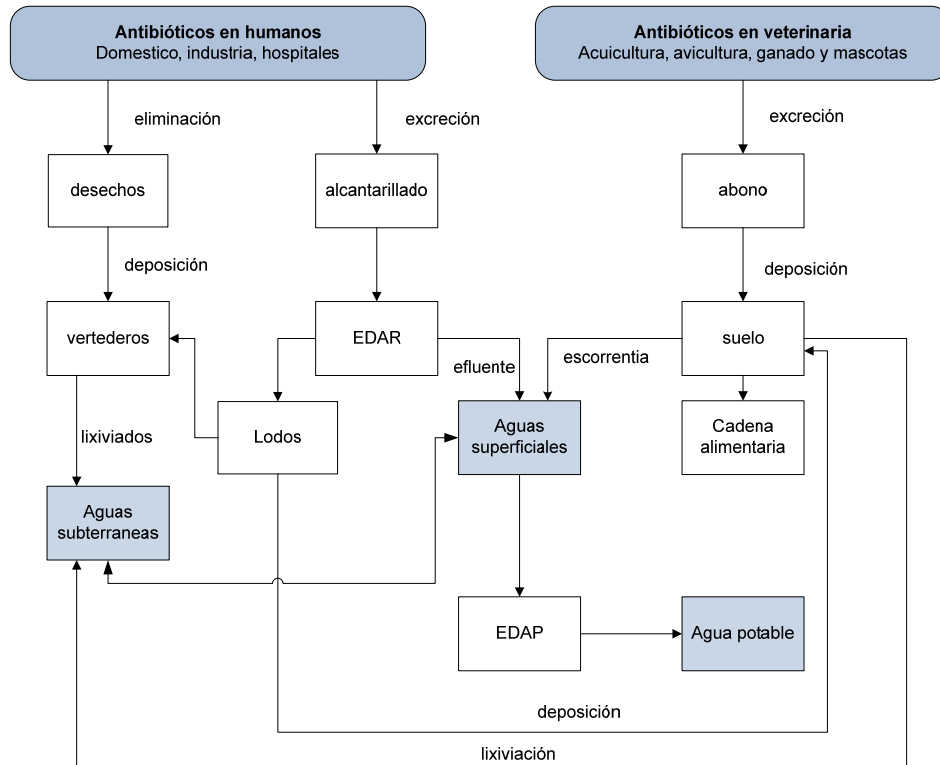 Antibióticos en humanos
Domestico, industria, hospitales
Antibióticos en veterinaria
Acuicultura, avicultura, ganado y mascotas
eliminación
excreción
excreción
desechos
alcantarillado
abono
deposición
deposición
vertederos
EDAR
suelo
efluente
escorrentia
lixiviados
Lodos
Aguas
superficiales
Cadena
alimentaria
Aguas
subterraneas
EDAP
Agua potable
deposición
lixiviación